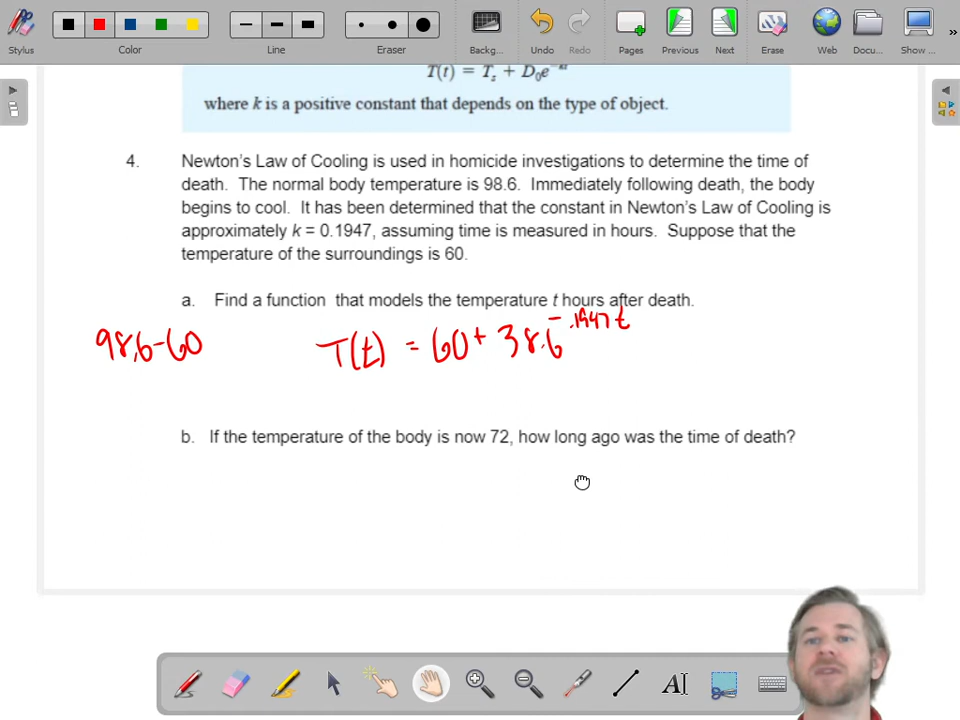 Stylus Color Line Eraser Backg... Undo Redo Pages Previous Next Erase Web Docu... Show ... »
T(t) = Tₛ + D₀e⁻ᵏᵗ
where k is a positive constant that depends on the type of object.
4. Newton's Law of Cooling is used in homicide investigations to determine the time of
death. The normal body temperature is 98.6. Immediately following death, the body
begins to cool. It has been determined that the constant in Newton's Law of Cooling is
approximately k = 0.1947, assuming time is measured in hours. Suppose that the
temperature of the surroundings is 60.
a. Find a function that models the temperature t hours after death.
98.6-60 T(t) = 60+ 38.6 -.1947t
b. If the temperature of the body is now 72, how long ago was the time of death?
A